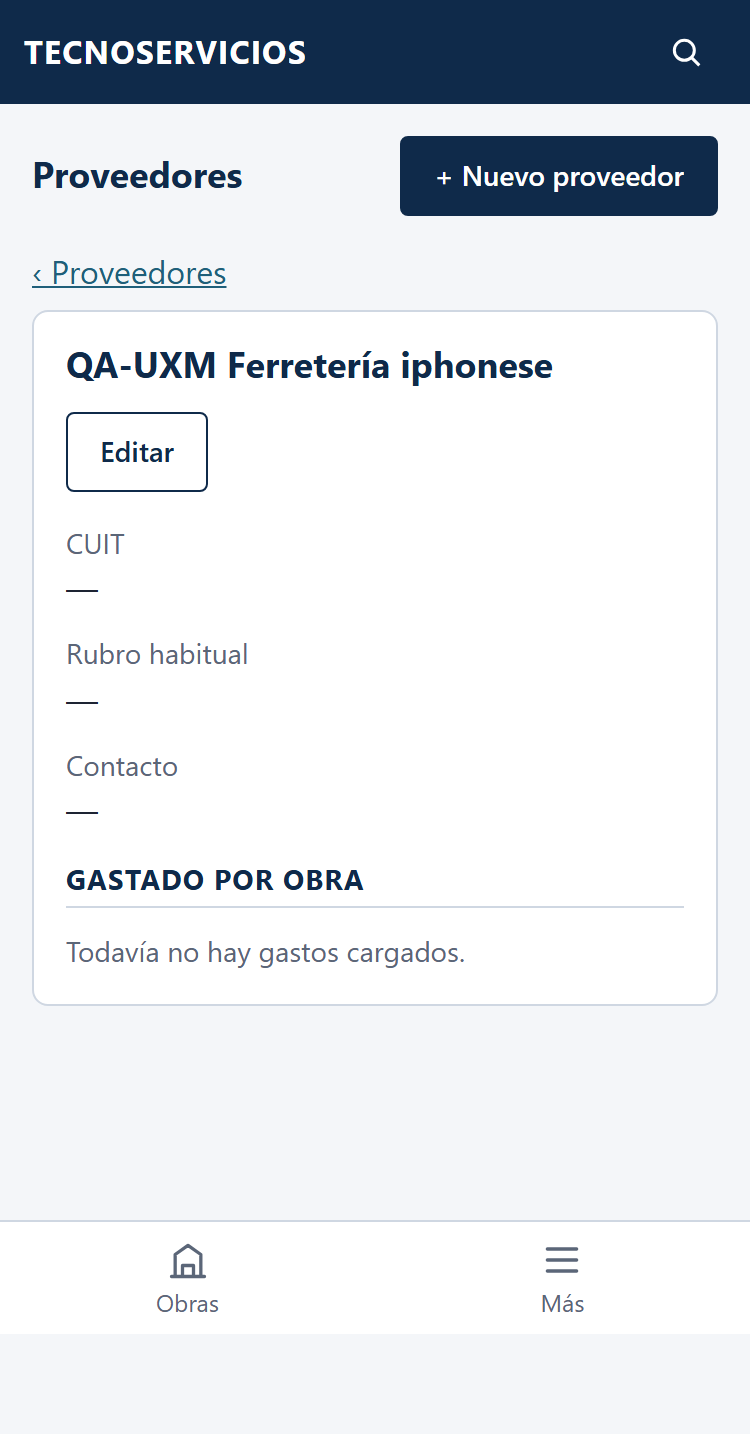 TECNOSERVICIOS
Proveedores
+ Nuevo proveedor
‹ Proveedores
QA-UXM Ferretería iphonese
Editar
CUIT
—
Rubro habitual
—
Contacto
—
GASTADO POR OBRA
Todavía no hay gastos cargados.
Obras
Más